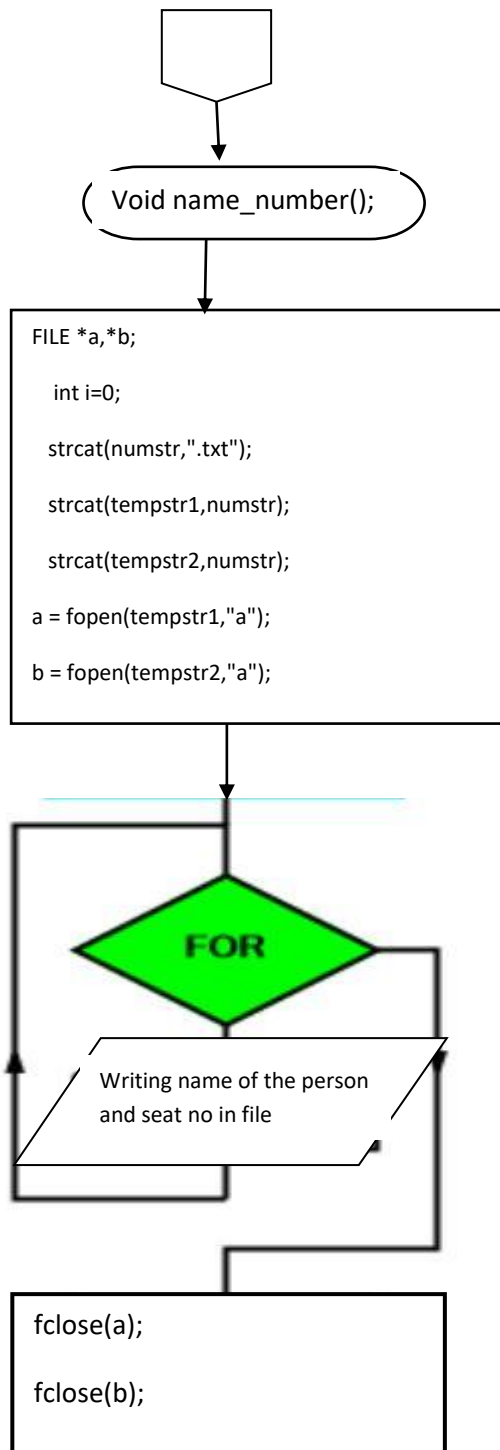 Void name_number();
FILE *a,*b;
int i=0;
strcat(numstr,".txt");
strcat(tempstr1,numstr);
strcat(tempstr2,numstr);
a = fopen(tempstr1,"a");
b = fopen(tempstr2,"a");
FOR
Writing name of the person
and seat no in file
fclose(a);
fclose(b);